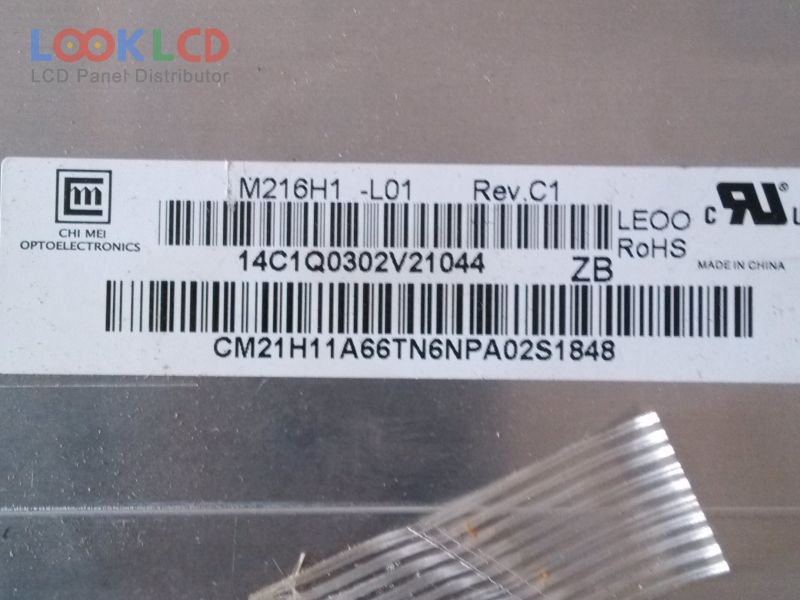 LOOK LCD
LCD Panel Distributor
M216H1 -L01 Rev.C1
CHI MEI
OPTOELECTRONICS
LEOO
RoHS
14C1Q0302V21044
ZB
MADE IN CHINA
CM21H11A66TN6NPA02S1848